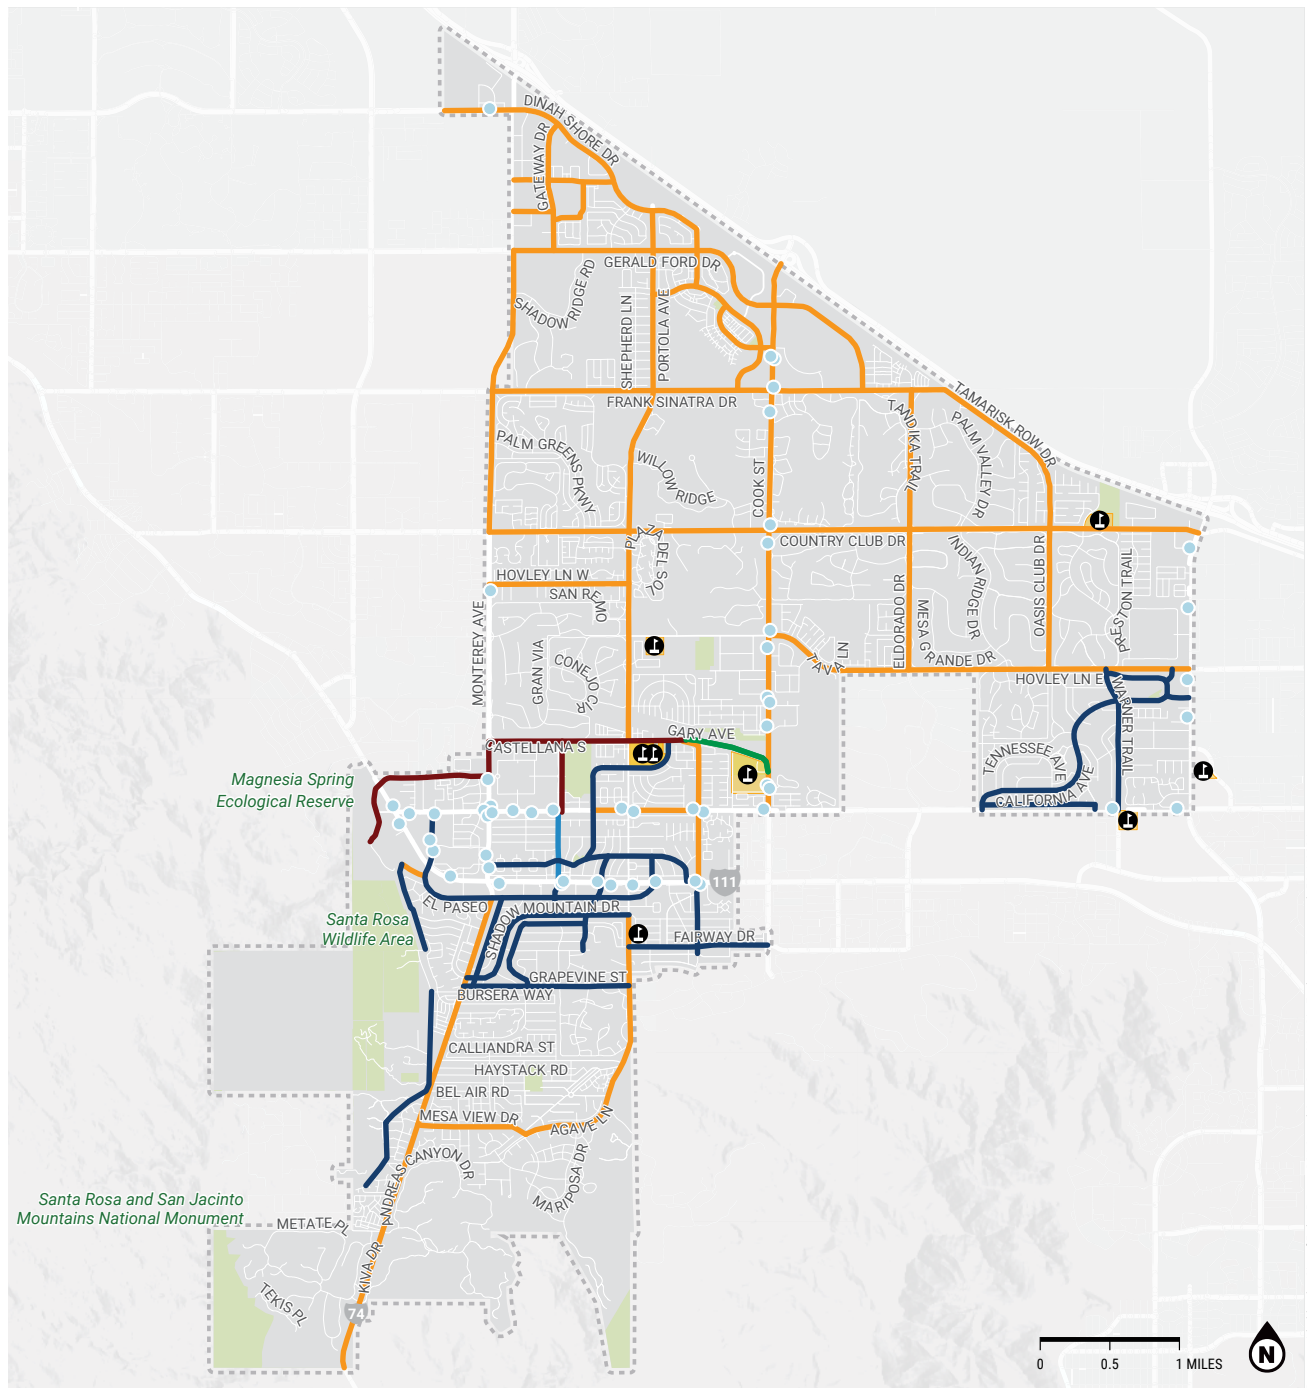 DINAH SHORE DR
GATEWAY DR
GERALD FORD DR
SHADOW RIDGE RD
SHEPHERD LN
PORTOLA AVE
FRANK SINATRA DR
TAMARISK ROW DR
TANDIKA TRAIL
PALM VALLEY DR
PALM GREENS PKWY
WILLOW RIDGE
COOK ST
PLAZA DEL SOL
COUNTRY CLUB DR
INDIAN RIDGE DR
OASIS CLUB DR
PRESTON TRAIL
HOVLEY LN W
SAN REMO
MONTEREY AVE
GRAN VIA
CONEJO CIR
ELDORADO DR
MESA GRANDE DR
TAVA LN
HOVLEY LN E
WARNER TRAIL
GARY AVE
CASTELLANA S
TENNESSEE AVE
CALIFORNIA AVE
Magnesia Spring
Ecological Reserve
111
EL PASEO
SHADOW MOUNTAIN DR
Santa Rosa
Wildlife Area
FAIRWAY DR
GRAPEVINE ST
BURSERA WAY
CALLIANDRA ST
HAYSTACK RD
BEL AIR RD
MESA VIEW DR
AGAVE LN
ANDREAS CANYON DR
MARIPOSA DR
Santa Rosa and San Jacinto
Mountains National Monument
METATE PL
KIVA DR
TEKIS PL
74
N
0 0.5 1 MILES